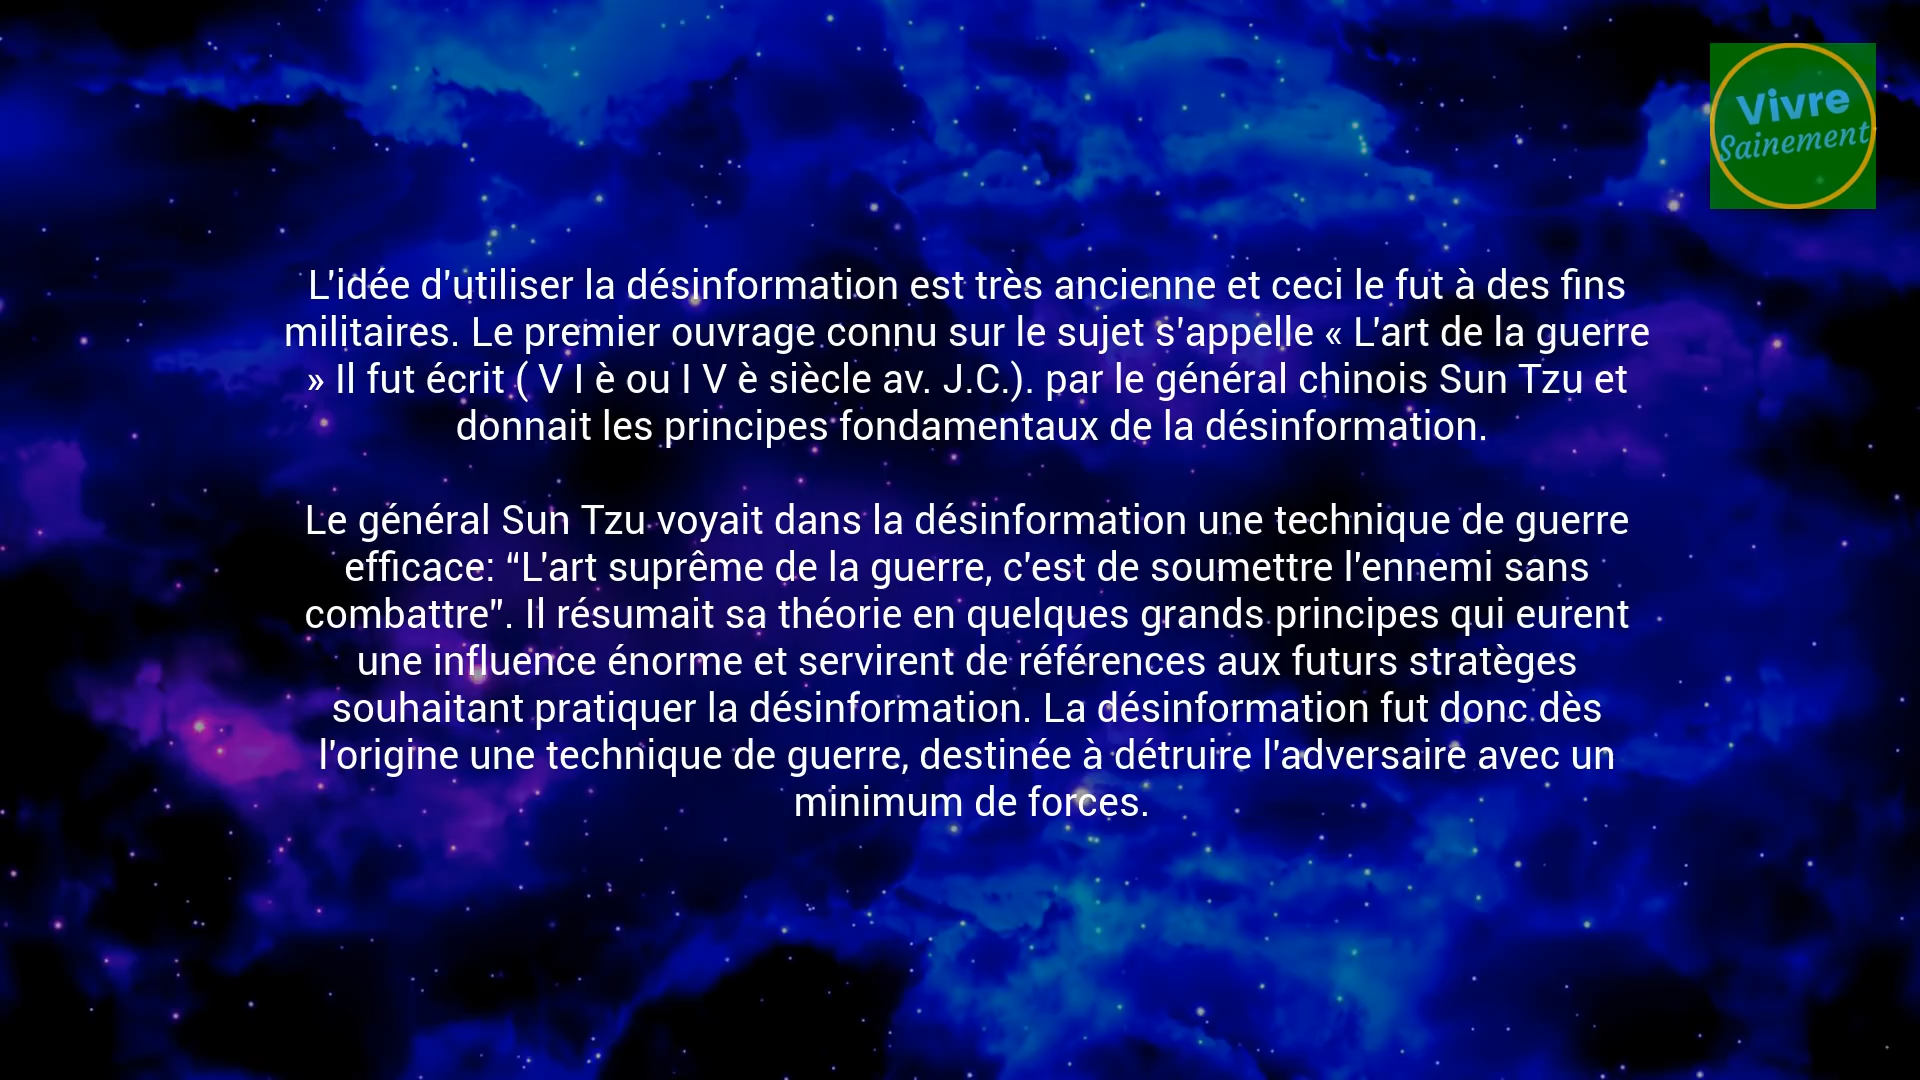 Vivre
Sainement
L'idée d'utiliser la désinformation est très ancienne et ceci le fut à des fins
militaires. Le premier ouvrage connu sur le sujet s'appelle « L'art de la guerre
» Il fut écrit ( V I è ou I V è siècle av. J.C.). par le général chinois Sun Tzu et
donnait les principes fondamentaux de la désinformation.
Le général Sun Tzu voyait dans la désinformation une technique de guerre
efficace: “L'art suprême de la guerre, c'est de soumettre l'ennemi sans
combattre". Il résumait sa théorie en quelques grands principes qui eurent
une influence énorme et servirent de références aux futurs stratèges
souhaitant pratiquer la désinformation. La désinformation fut donc dès
l'origine une technique de guerre, destinée à détruire l'adversaire avec un
minimum de forces.